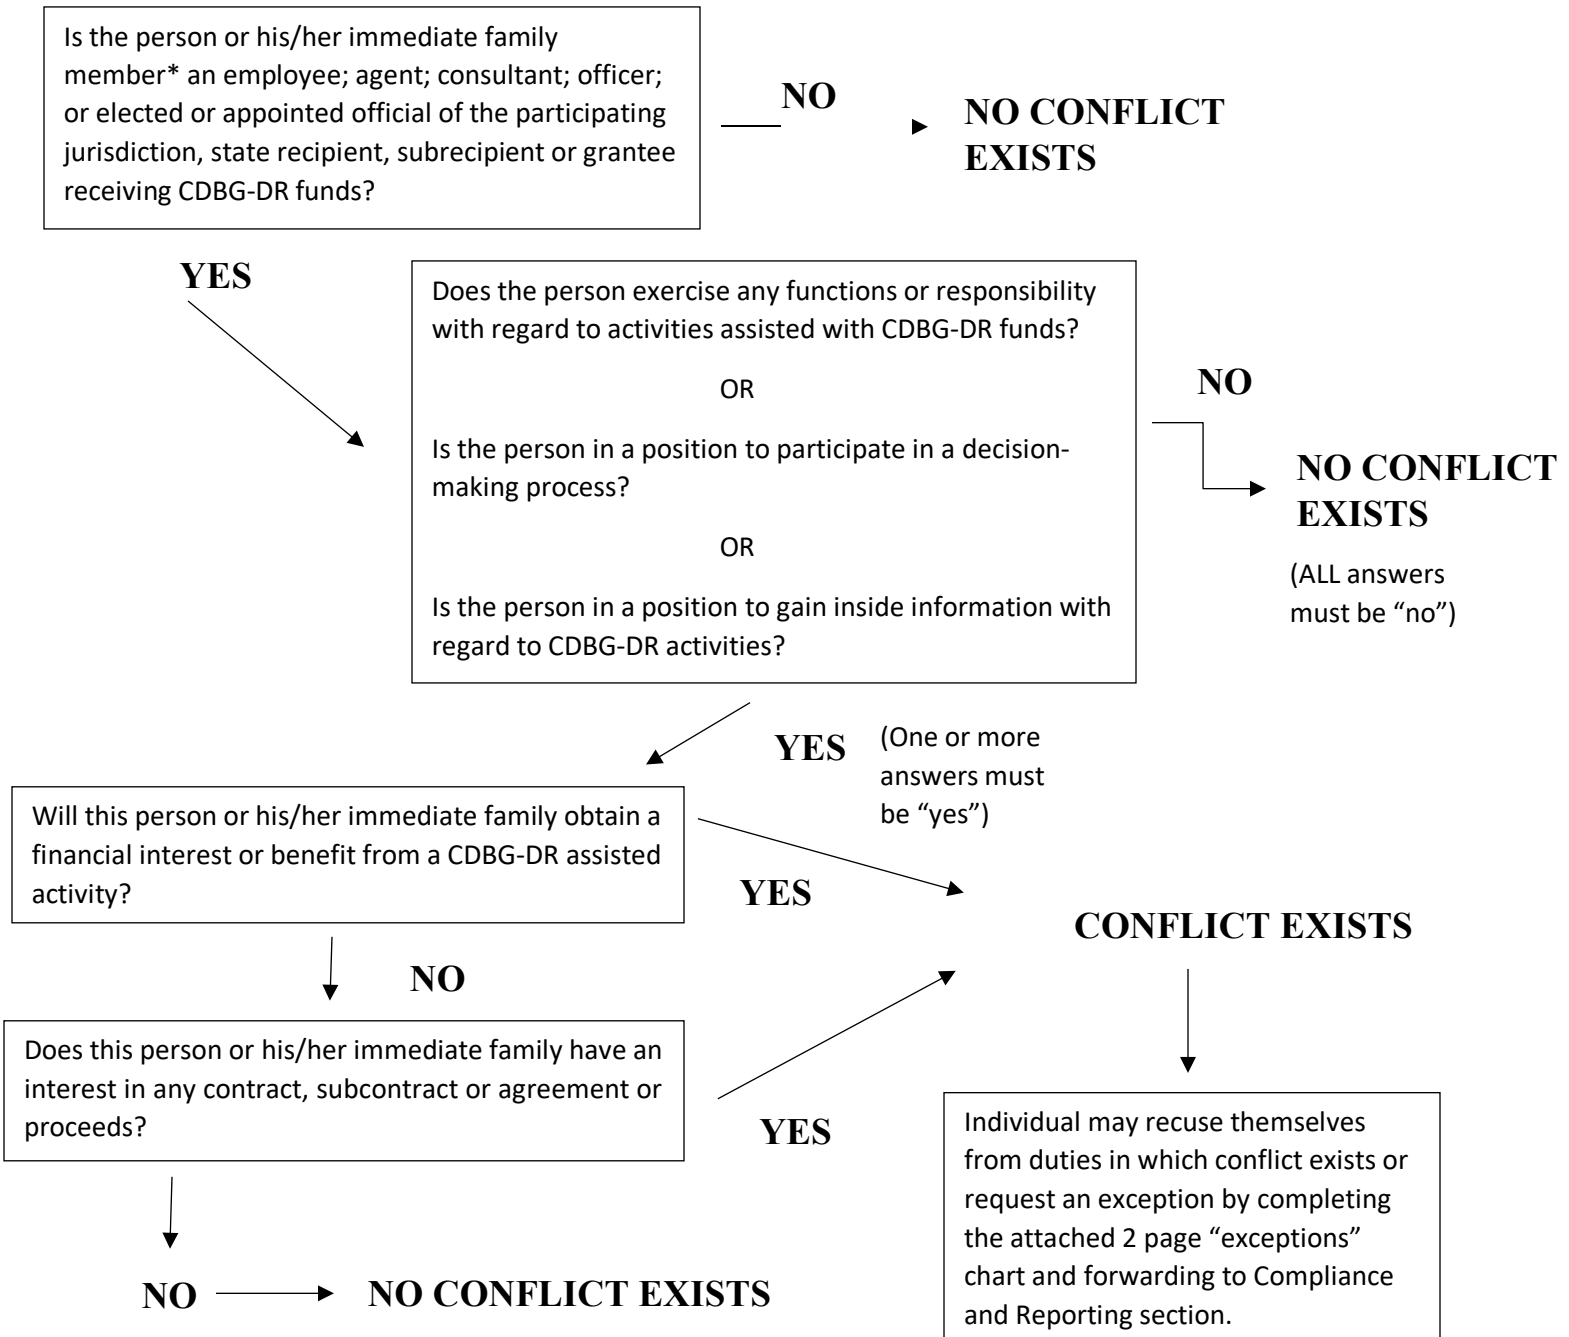 Is the person or his/her immediate family
member* an employee; agent; consultant; officer;
or elected or appointed official of the participating
jurisdiction, state recipient, subrecipient or grantee
receiving CDBG-DR funds?
NO
NO CONFLICT
EXISTS
YES
Does the person exercise any functions or responsibility
with regard to activities assisted with CDBG-DR funds?
OR
Is the person in a position to participate in a decision-
making process?
OR
Is the person in a position to gain inside information with
regard to CDBG-DR activities?
NO
NO CONFLICT
EXISTS
(ALL answers
must be “no”)
YES
(One or more
answers must
be “yes”)
Will this person or his/her immediate family obtain a
financial interest or benefit from a CDBG-DR assisted
activity?
YES
CONFLICT EXISTS
NO
Does this person or his/her immediate family have an
interest in any contract, subcontract or agreement or
proceeds?
YES
Individual may recuse themselves
from duties in which conflict exists or
request an exception by completing
the attached 2 page “exceptions”
chart and forwarding to Compliance
and Reporting section.
NO
NO CONFLICT EXISTS